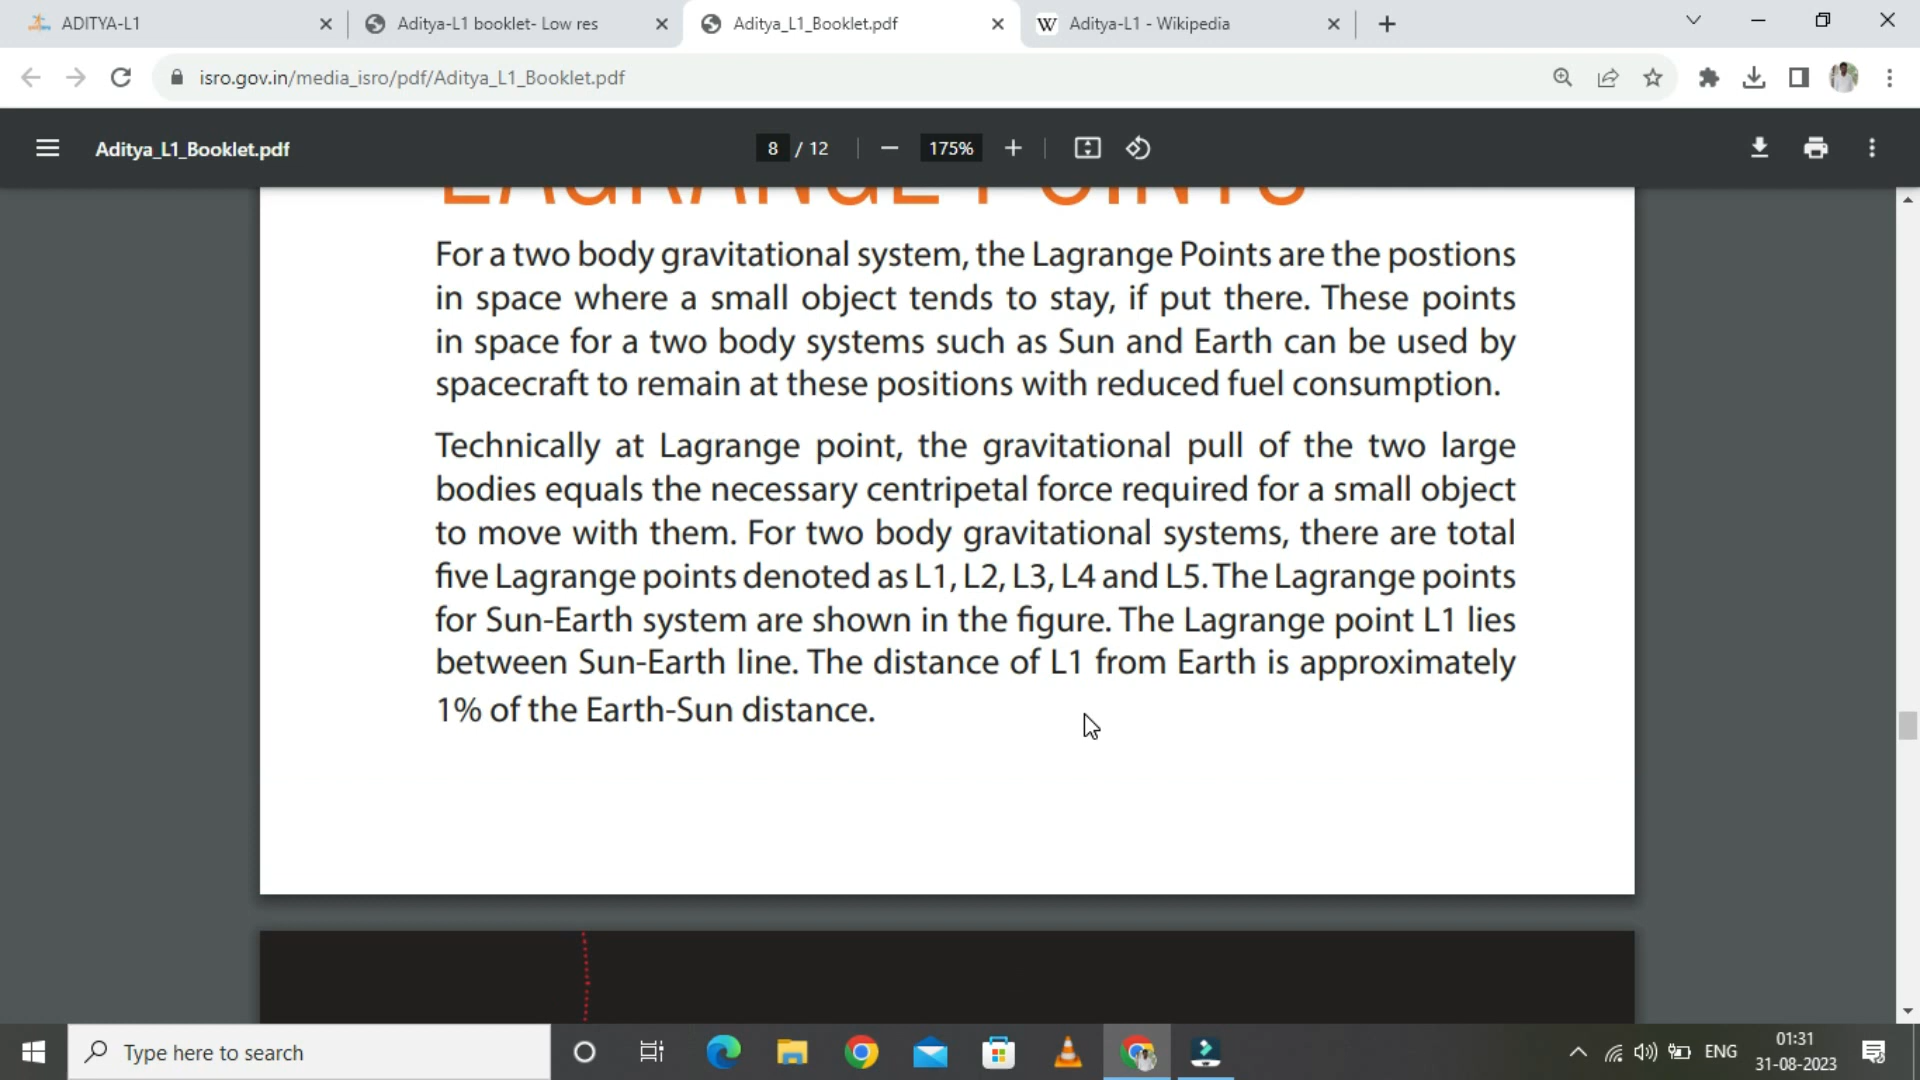 ADITYA-L1
Aditya-L1 booklet- Low res
Aditya_L1_Booklet.pdf
Aditya-L1 - Wikipedia
isro.gov.in/media_isro/pdf/Aditya_L1_Booklet.pdf
Aditya_L1_Booklet.pdf
8 / 12
175%
LAGRANGE POINTS
For a two body gravitational system, the Lagrange Points are the postions
in space where a small object tends to stay, if put there. These points
in space for a two body systems such as Sun and Earth can be used by
spacecraft to remain at these positions with reduced fuel consumption.
Technically at Lagrange point, the gravitational pull of the two large
bodies equals the necessary centripetal force required for a small object
to move with them. For two body gravitational systems, there are total
five Lagrange points denoted as L1, L2, L3, L4 and L5. The Lagrange points
for Sun-Earth system are shown in the figure. The Lagrange point L1 lies
between Sun-Earth line. The distance of L1 from Earth is approximately
1% of the Earth-Sun distance.
Type here to search
ENG
01:31
31-08-2023